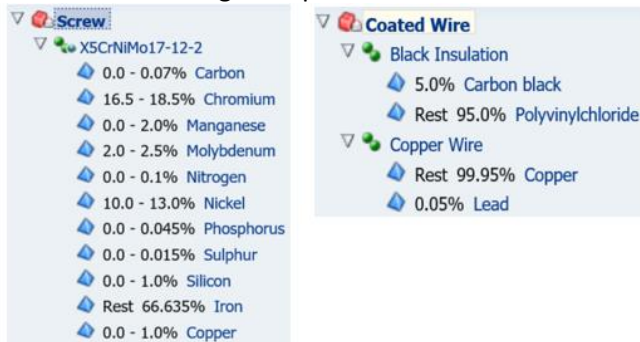 Screw
X5CrNiMo17-12-2
0.0 - 0.07% Carbon
16.5 - 18.5% Chromium
0.0 - 2.0% Manganese
2.0 - 2.5% Molybdenum
0.0 - 0.1% Nitrogen
10.0 - 13.0% Nickel
0.0 - 0.045% Phosphorus
0.0 - 0.015% Sulphur
0.0 - 1.0% Silicon
Rest 66.635% Iron
0.0 - 1.0% Copper
Coated Wire
Black Insulation
5.0% Carbon black
Rest 95.0% Polyvinylchloride
Copper Wire
Rest 99.95% Copper
0.05% Lead